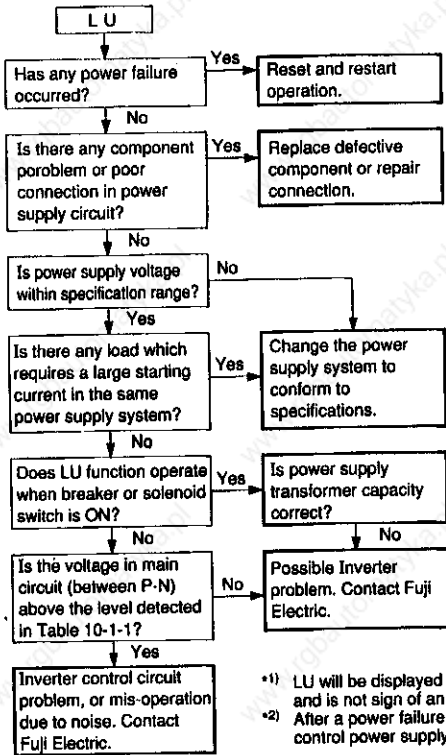 LU
Has any power failure
occurred?
Yes
Reset and restart
operation.
No
Is there any component
poroblem or poor
connection in power
supply circuit?
Yes
Replace defective
component or repair
connection.
No
Is power supply voltage
within specification range?
No
Yes
Is there any load which
requires a large starting
current in the same
power supply system?
Yes
Change the power
supply system to
conform to
specifications.
No
Does LU function operate
when breaker or solenoid
switch is ON?
Yes
Is power supply
transformer capacity
correct?
No
No
Is the voltage in main
circuit (between P-N)
above the level detected
in Table 10-1-1?
No
Possible Inverter
problem. Contact Fuji
Electric.
Yes
Inverter control circuit
problem, or mis-operation
due to noise. Contact
Fuji Electric.
*1) LU will be displayed
and is not sign of an
*2) After a power failure
control power supply
www.rgbautomatyka.pl